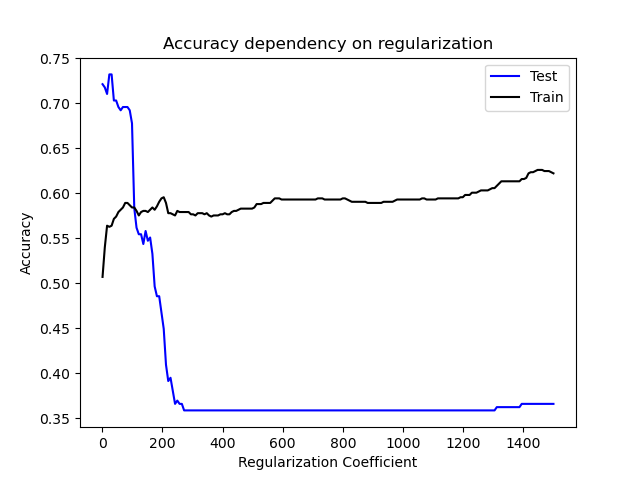 Accuracy dependency on regularization
Test
Train
Accuracy
0.75
0.70
0.65
0.60
0.55
0.50
0.45
0.40
0.35
0 200 400 600 800 1000 1200 1400
Regularization Coefficient